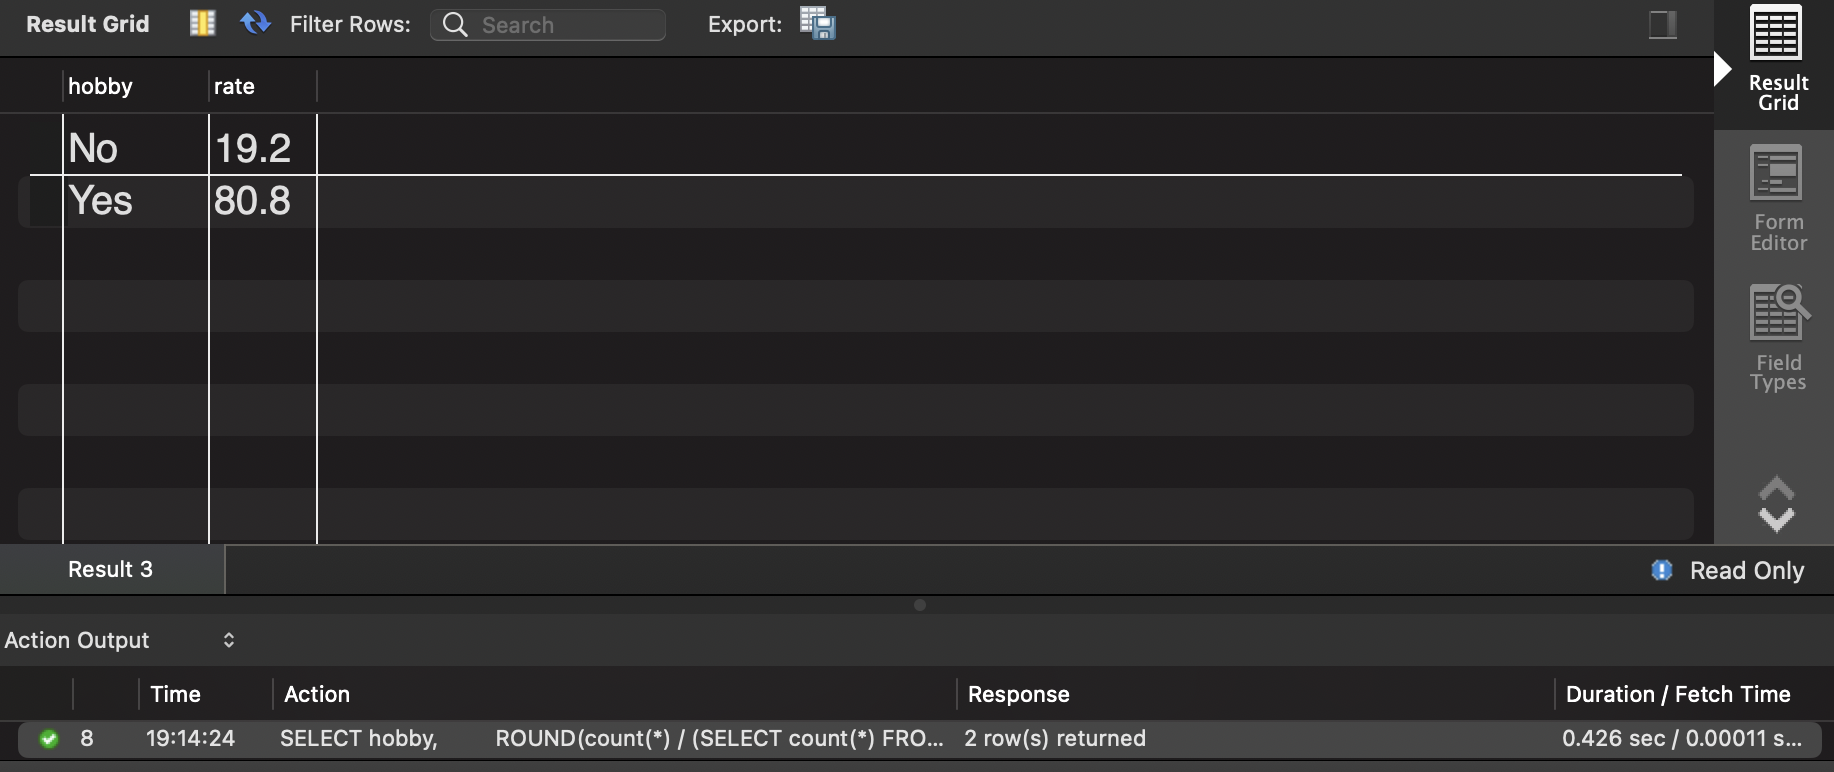 Result Grid Filter Rows: Search Export:
hobby rate
No 19.2
Yes 80.8
Result Grid
Form Editor
Field Types
Result 3 Read Only
Action Output
Time Action Response Duration / Fetch Time
8 19:14:24 SELECT hobby, ROUND(count(*) / (SELECT count(*) FRO... 2 row(s) returned 0.426 sec / 0.00011 s...